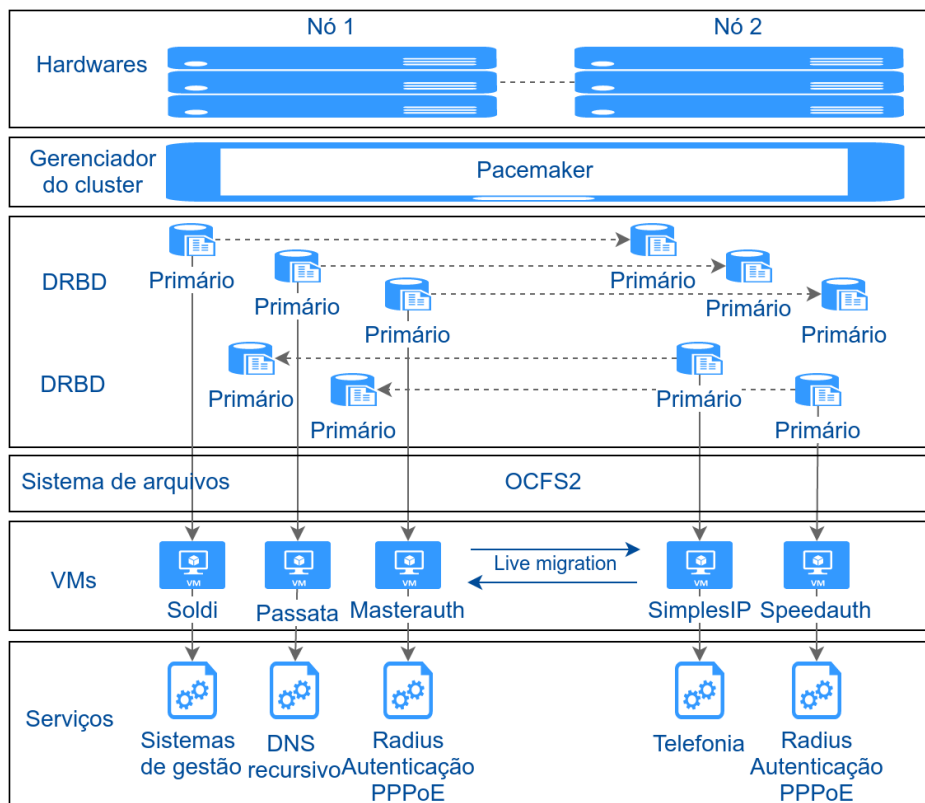 Nó 1
Nó 2
Hardwares
Gerenciador
do cluster
Pacemaker
DRBD
Primário
Primário
Primário
Primário
Primário
Primário
DRBD
Primário
Primário
Primário
Primário
Sistema de arquivos
OCFS2
VMs
VM
VM
VM
VM
VM
Live migration
Soldi
Passata
Masterauth
SimplesIP
Speedauth
Serviços
Sistemas
de gestão
DNS
recursivo
Radius
Autenticação
PPPoE
Telefonia
Radius
Autenticação
PPPoE